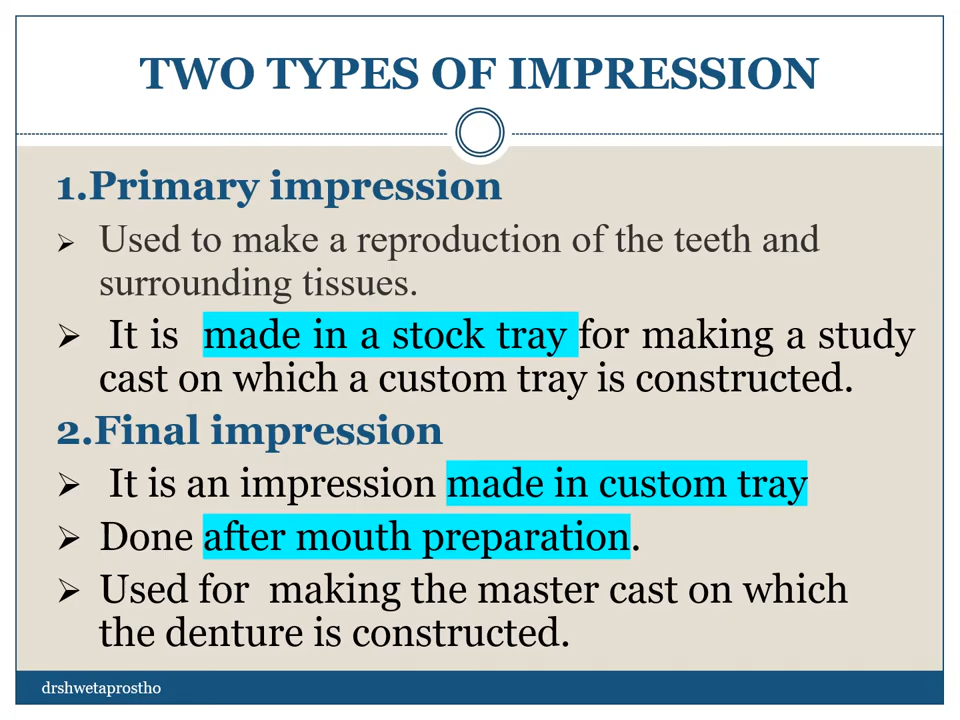 TWO TYPES OF IMPRESSION
1.Primary impression
➢ Used to make a reproduction of the teeth and
surrounding tissues.
➢ It is made in a stock tray for making a study
cast on which a custom tray is constructed.
2.Final impression
➢ It is an impression made in custom tray
➢ Done after mouth preparation.
➢ Used for making the master cast on which
the denture is constructed.
drshwetaprostho